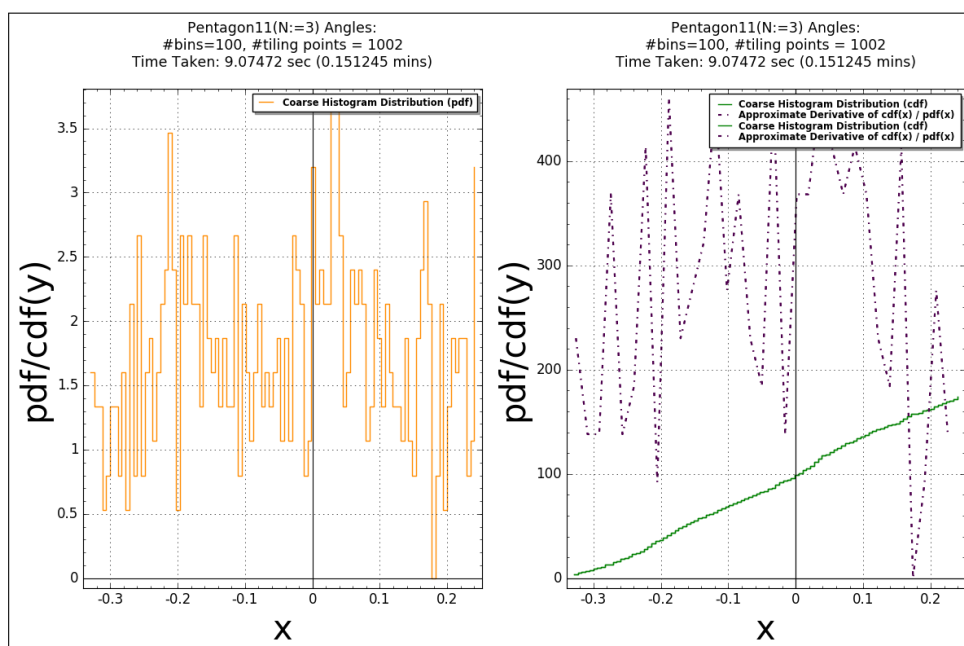 Pentagon11(N:=3) Angles:
#bins=100, #tiling points = 1002
Time Taken: 9.07472 sec (0.151245 mins)
Coarse Histogram Distribution (pdf)
pdf/cdf(y)
3.5
3
2.5
2
1.5
1
0.5
0
-0.3
-0.2
-0.1
0
0.1
0.2
x
Pentagon11(N:=3) Angles:
#bins=100, #tiling points = 1002
Time Taken: 9.07472 sec (0.151245 mins)
Coarse Histogram Distribution (cdf)
Approximate Derivative of cdf(x) / pdf(x)
Coarse Histogram Distribution (cdf)
Approximate Derivative of cdf(x) / pdf(x)
pdf/cdf(y)
400
300
200
100
0
-0.3
-0.2
-0.1
0
0.1
0.2
x